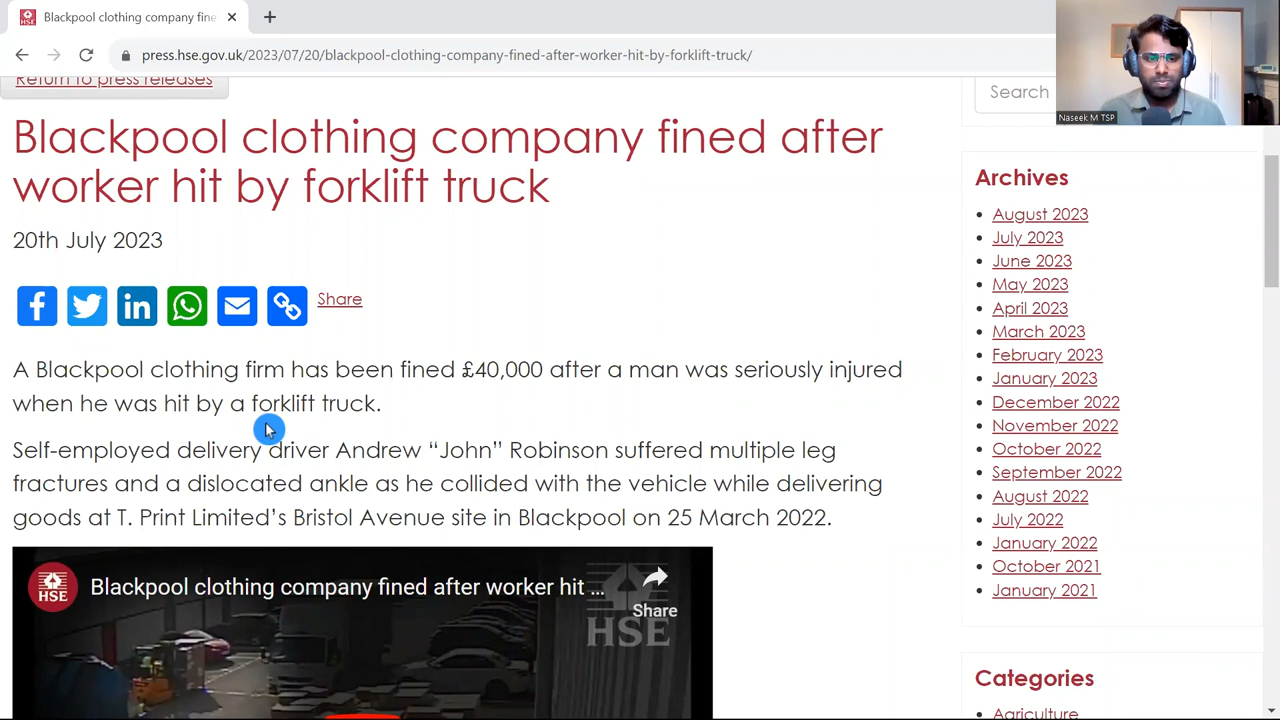 HSE
Blackpool clothing company fine
press.hse.gov.uk/2023/07/20/blackpool-clothing-company-fined-after-worker-hit-by-forklift-truck/
Return to press releases
Search
Naseek M TSP
Blackpool clothing company fined after
worker hit by forklift truck
20th July 2023
Share
A Blackpool clothing firm has been fined £40,000 after a man was seriously injured
when he was hit by a forklift truck.
Self-employed delivery driver Andrew “John” Robinson suffered multiple leg
fractures and a dislocated ankle as he collided with the vehicle while delivering
goods at T. Print Limited’s Bristol Avenue site in Blackpool on 25 March 2022.
HSE
Blackpool clothing company fined after worker hit ...
Share
HSE
Archives
August 2023
July 2023
June 2023
May 2023
April 2023
March 2023
February 2023
January 2023
December 2022
November 2022
October 2022
September 2022
August 2022
July 2022
January 2022
October 2021
January 2021
Categories
Agriculture